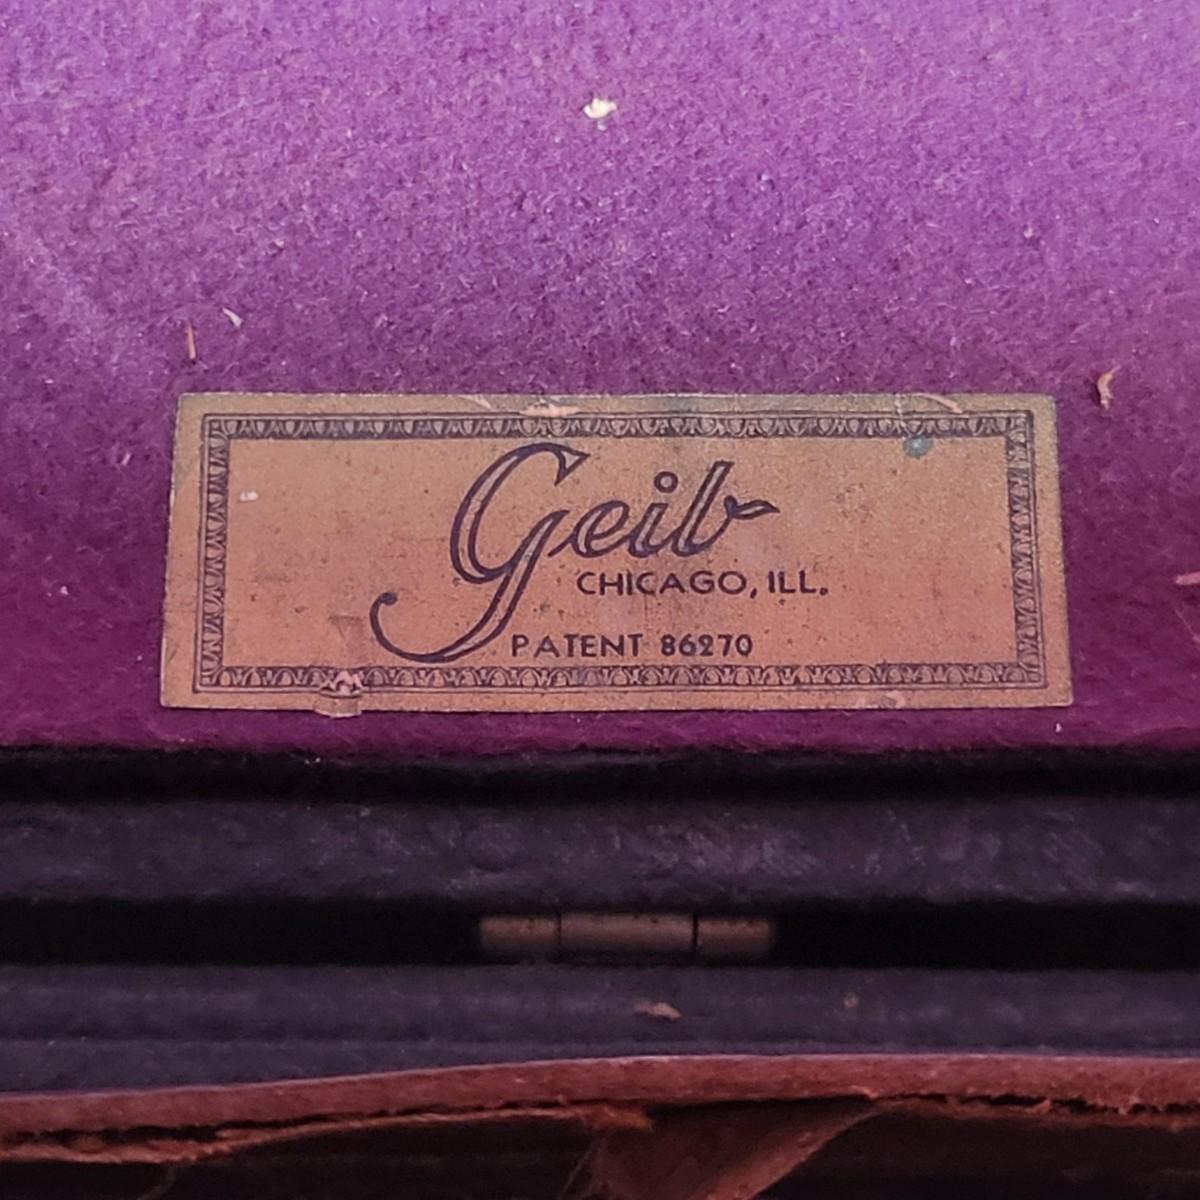 Geib
CHICAGO, ILL.
PATENT 86270